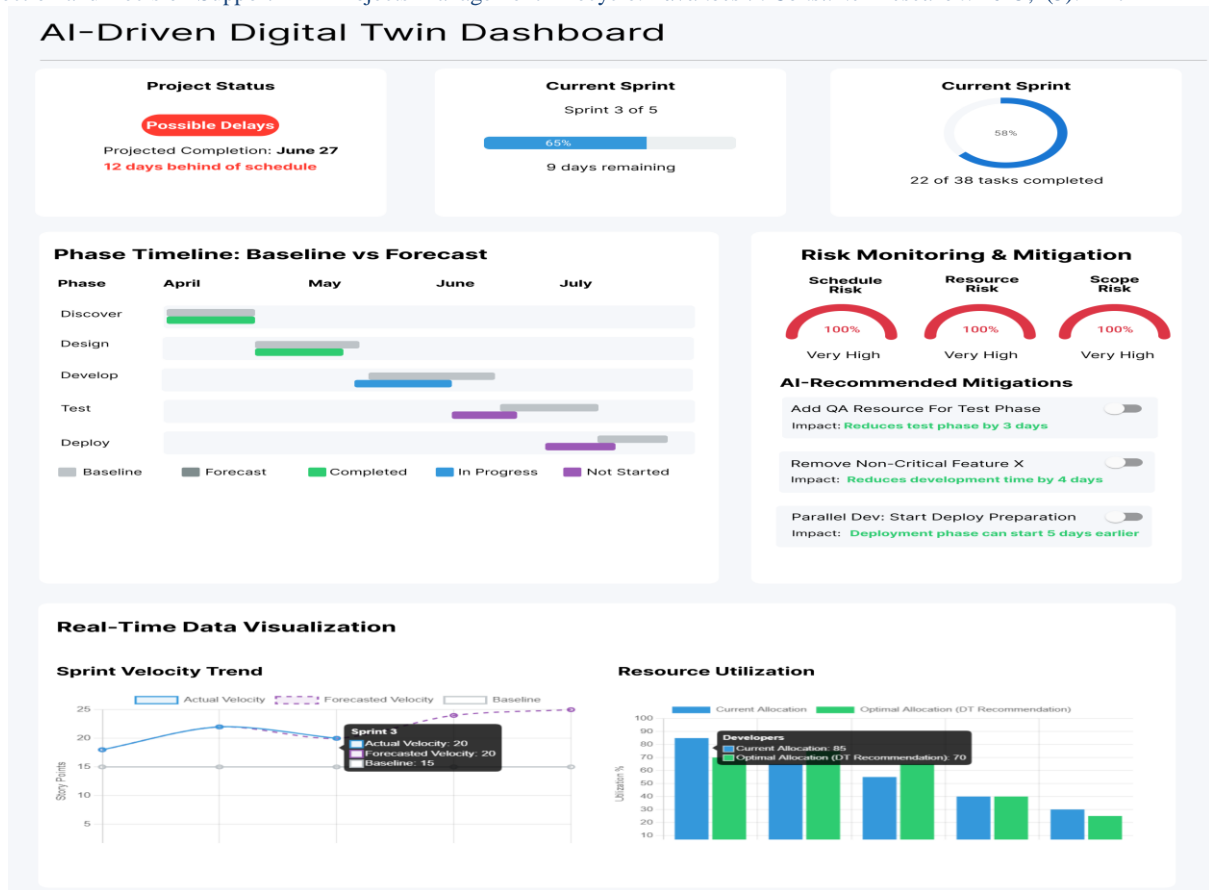 AI-Driven Digital Twin Dashboard
Project Status
Possible Delays
Projected Completion: June 27
12 days behind of schedule
Current Sprint
Sprint 3 of 5
65%
9 days remaining
Current Sprint
58%
22 of 38 tasks completed
Phase Timeline: Baseline vs Forecast
Phase April May June July
Discover
Design
Develop
Test
Deploy
Baseline Forecast Completed In Progress Not Started
Risk Monitoring & Mitigation
Schedule Risk
100%
Very High
Resource Risk
100%
Very High
Scope Risk
100%
Very High
AI-Recommended Mitigations
Add QA Resource For Test Phase
Impact: Reduces test phase by 3 days
Remove Non-Critical Feature X
Impact: Reduces development time by 4 days
Parallel Dev: Start Deploy Preparation
Impact: Deployment phase can start 5 days earlier
Real-Time Data Visualization
Sprint Velocity Trend
Actual Velocity Forecasted Velocity Baseline
Story Points
25
20
15
10
5
Sprint 3
Actual Velocity: 20
Forecasted Velocity: 20
Baseline: 15
Resource Utilization
Current Allocation Optimal Allocation (DT Recommendation)
Utilization %
100
90
80
70
60
50
40
30
20
10
Developers
Current Allocation: 85
Optimal Allocation (DT Recommendation): 70